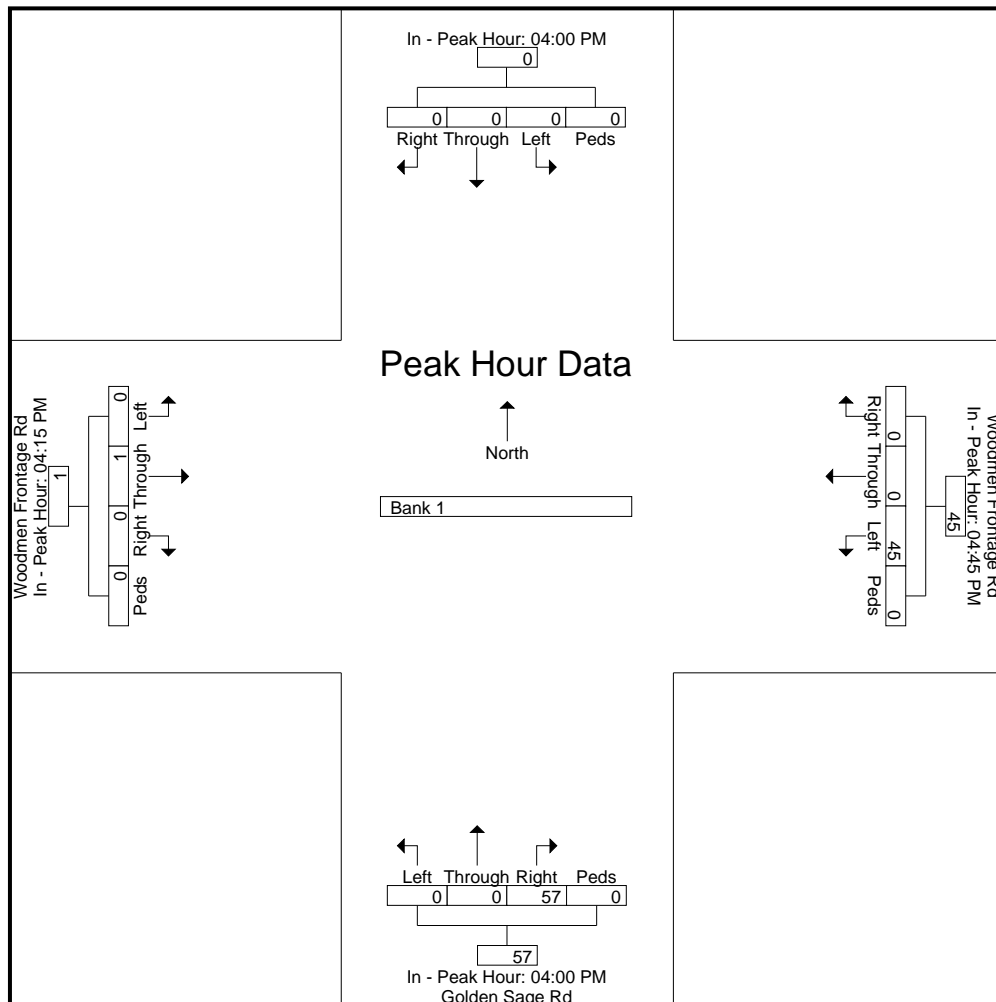 In - Peak Hour: 04:00 PM
0
0 0 0 0
Right Through Left Peds
Peak Hour Data
North
Bank 1
Woodmen Frontage Rd
In - Peak Hour: 04:15 PM
1
0 1 0 0
Left Through Right Peds
Woodmen Frontage Rd
In - Peak Hour: 04:45 PM
45
0 0 45 0
Right Through Left Peds
Left Through Right Peds
0 0 57 0
57
In - Peak Hour: 04:00 PM
Golden Sage Rd